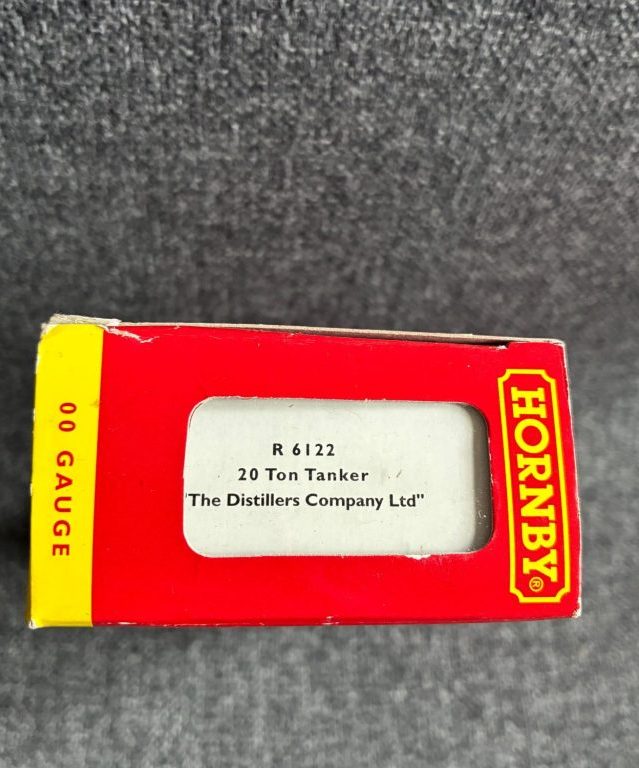 00 GAUGE
R 6122
20 Ton Tanker
"The Distillers Company Ltd"
HORNBY®